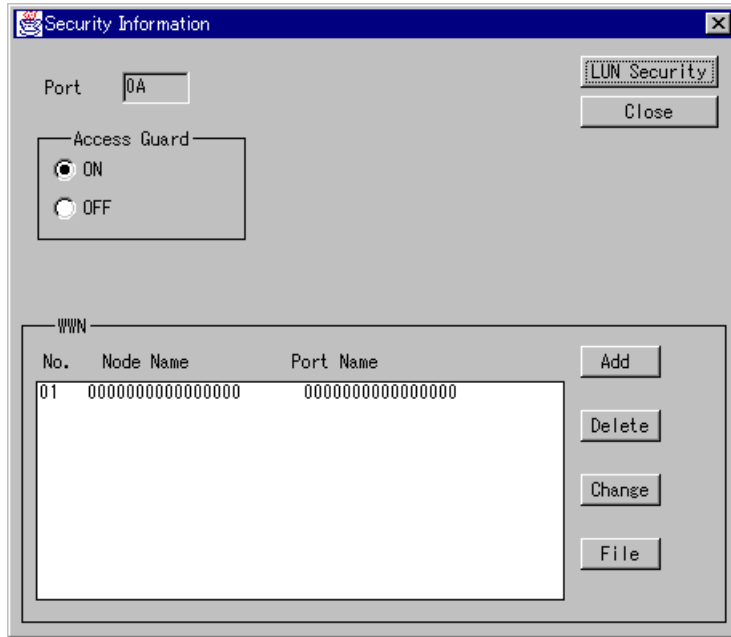 Security Information
Port 0A
LUN Security
Close
Access Guard
ON
OFF
WWN
No. Node Name Port Name
01 0000000000000000 0000000000000000
Add
Delete
Change
File